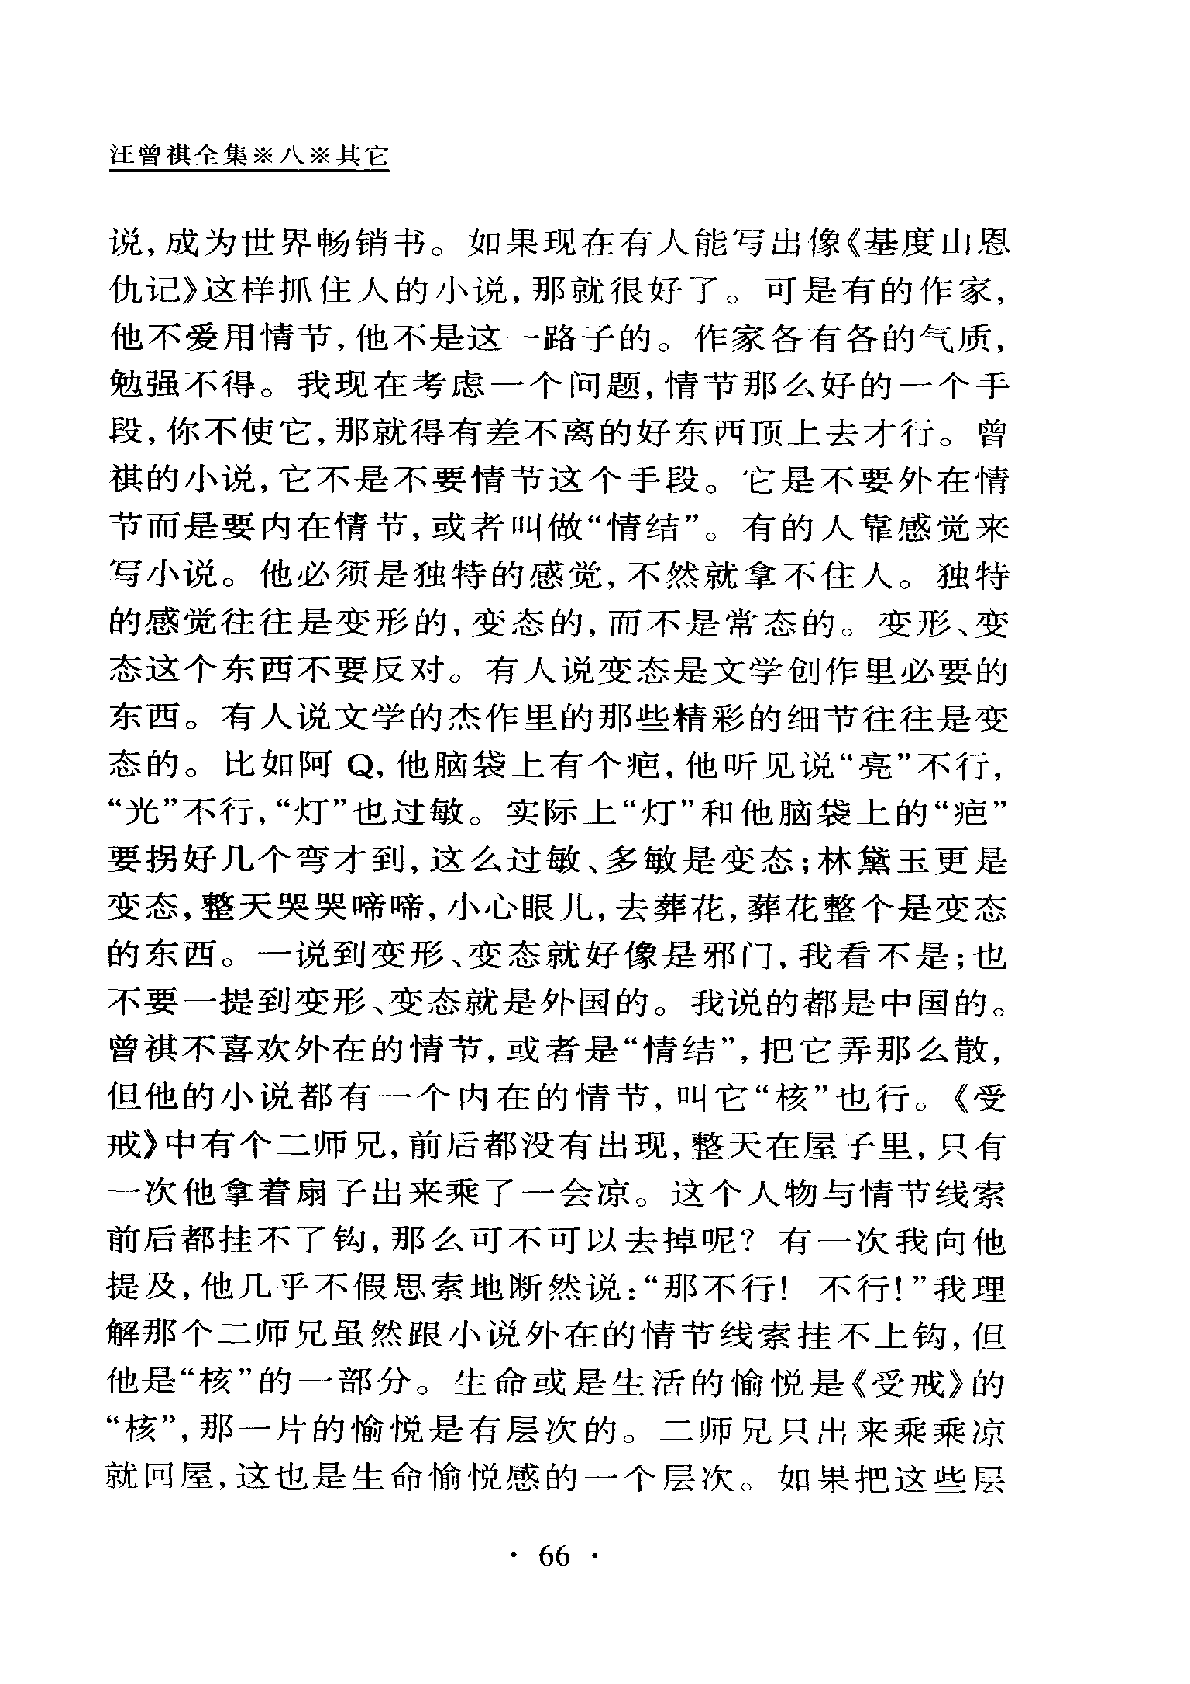 汪曾祺全集※八※其它
说,成为世界畅销书。如果现在有人能写出像《基度山恩
仇记》这样抓住人的小说,那就很好了。可是有的作家,
他不爱用情节,他不是这一路子的。作家各有各的气质,
勉强不得。我现在考虑一个问题,情节那么好的一个手
段,你不使它,那就得有差不离的好东西顶上去才行。曾
祺的小说,它不是不要情节这个手段。它是不要外在情
节而是要内在情节,或者叫做“情结”。有的人靠感觉来
写小说。他必须是独特的感觉,不然就拿不住人。独特
的感觉往往是变形的,变态的,而不是常态的。变形、变
态这个东西不要反对。有人说变态是文学创作里必要的
东西。有人说文学的杰作里的那些精彩的细节往往是变
态的。比如阿 Q,他脑袋上有个疤,他听见说“亮”不行,
“光”不行,“灯”也过敏。实际上“灯”和他脑袋上的“疤”
要拐好几个弯才到,这么过敏、多敏是变态;林黛玉更是
变态,整天哭哭啼啼,小心眼儿,去葬花,葬花整个是变态
的东西。一说到变形、变态就好像是邪门,我看不是;也
不要一提到变形、变态就是外国的。我说的都是中国的。
曾祺不喜欢外在的情节,或者是“情结”,把它弄那么散,
但他的小说都有一个内在的情节,叫它“核”也行。《受
戒》中有个二师兄,前后都没有出现,整天在屋子里,只有
一次他拿着扇子出来乘了一会凉。这个人物与情节线索
前后都挂不了钩,那么可不可以去掉呢? 有一次我向他
提及,他几乎不假思索地断然说:“那不行! 不行!”我理
解那个二师兄虽然跟小说外在的情节线索挂不上钩,但
他是“核”的一部分。生命或是生活的愉悦是《受戒》的
“核”,那一片的愉悦是有层次的。二师兄只出来乘乘凉
就回屋,这也是生命愉悦感的一个层次。如果把这些层
· 66 ·